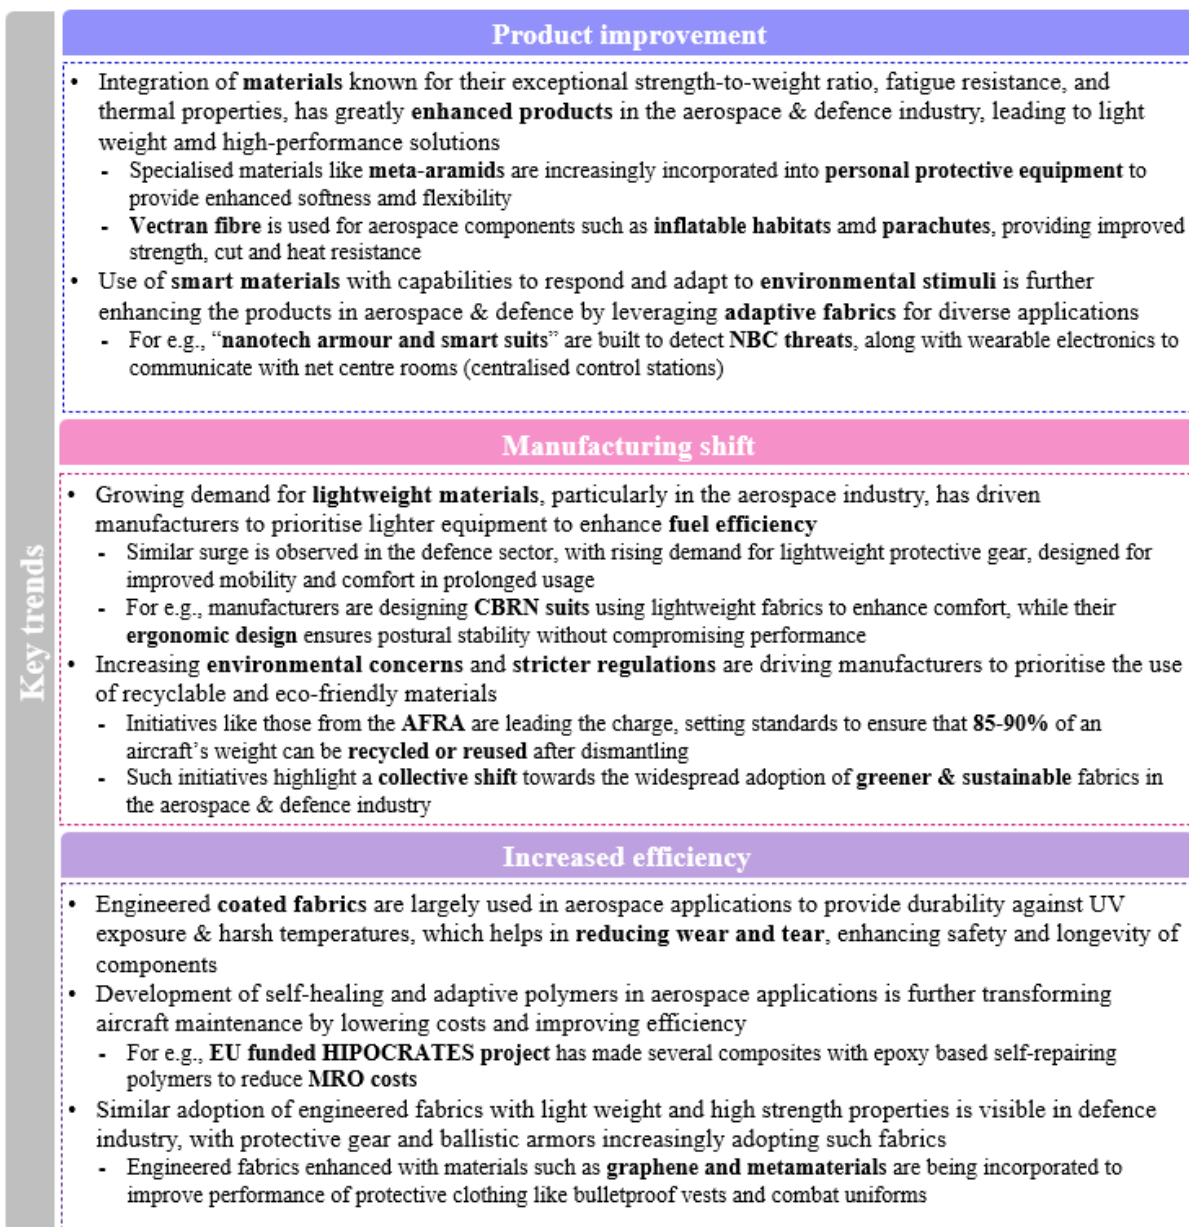 Key trends
Product improvement
• Integration of materials known for their exceptional strength-to-weight ratio, fatigue resistance, and
thermal properties, has greatly enhanced products in the aerospace & defence industry, leading to light
weight amd high-performance solutions
- Specialised materials like meta-aramids are increasingly incorporated into personal protective equipment to
provide enhanced softness amd flexibility
- Vectran fibre is used for aerospace components such as inflatable habitats amd parachutes, providing improved
strength, cut and heat resistance
• Use of smart materials with capabilities to respond and adapt to environmental stimuli is further
enhancing the products in aerospace & defence by leveraging adaptive fabrics for diverse applications
- For e.g., “nanotech armour and smart suits” are built to detect NBC threats, along with wearable electronics to
communicate with net centre rooms (centralised control stations)
Manufacturing shift
• Growing demand for lightweight materials, particularly in the aerospace industry, has driven
manufacturers to prioritise lighter equipment to enhance fuel efficiency
- Similar surge is observed in the defence sector, with rising demand for lightweight protective gear, designed for
improved mobility and comfort in prolonged usage
- For e.g., manufacturers are designing CBRN suits using lightweight fabrics to enhance comfort, while their
ergonomic design ensures postural stability without compromising performance
• Increasing environmental concerns and stricter regulations are driving manufacturers to prioritise the use
of recyclable and eco-friendly materials
- Initiatives like those from the AFRA are leading the charge, setting standards to ensure that 85-90% of an
aircraft’s weight can be recycled or reused after dismantling
- Such initiatives highlight a collective shift towards the widespread adoption of greener & sustainable fabrics in
the aerospace & defence industry
Increased efficiency
• Engineered coated fabrics are largely used in aerospace applications to provide durability against UV
exposure & harsh temperatures, which helps in reducing wear and tear, enhancing safety and longevity of
components
• Development of self-healing and adaptive polymers in aerospace applications is further transforming
aircraft maintenance by lowering costs and improving efficiency
- For e.g., EU funded HIPOCRATES project has made several composites with epoxy based self-repairing
polymers to reduce MRO costs
• Similar adoption of engineered fabrics with light weight and high strength properties is visible in defence
industry, with protective gear and ballistic armors increasingly adopting such fabrics
- Engineered fabrics enhanced with materials such as graphene and metamaterials are being incorporated to
improve performance of protective clothing like bulletproof vests and combat uniforms